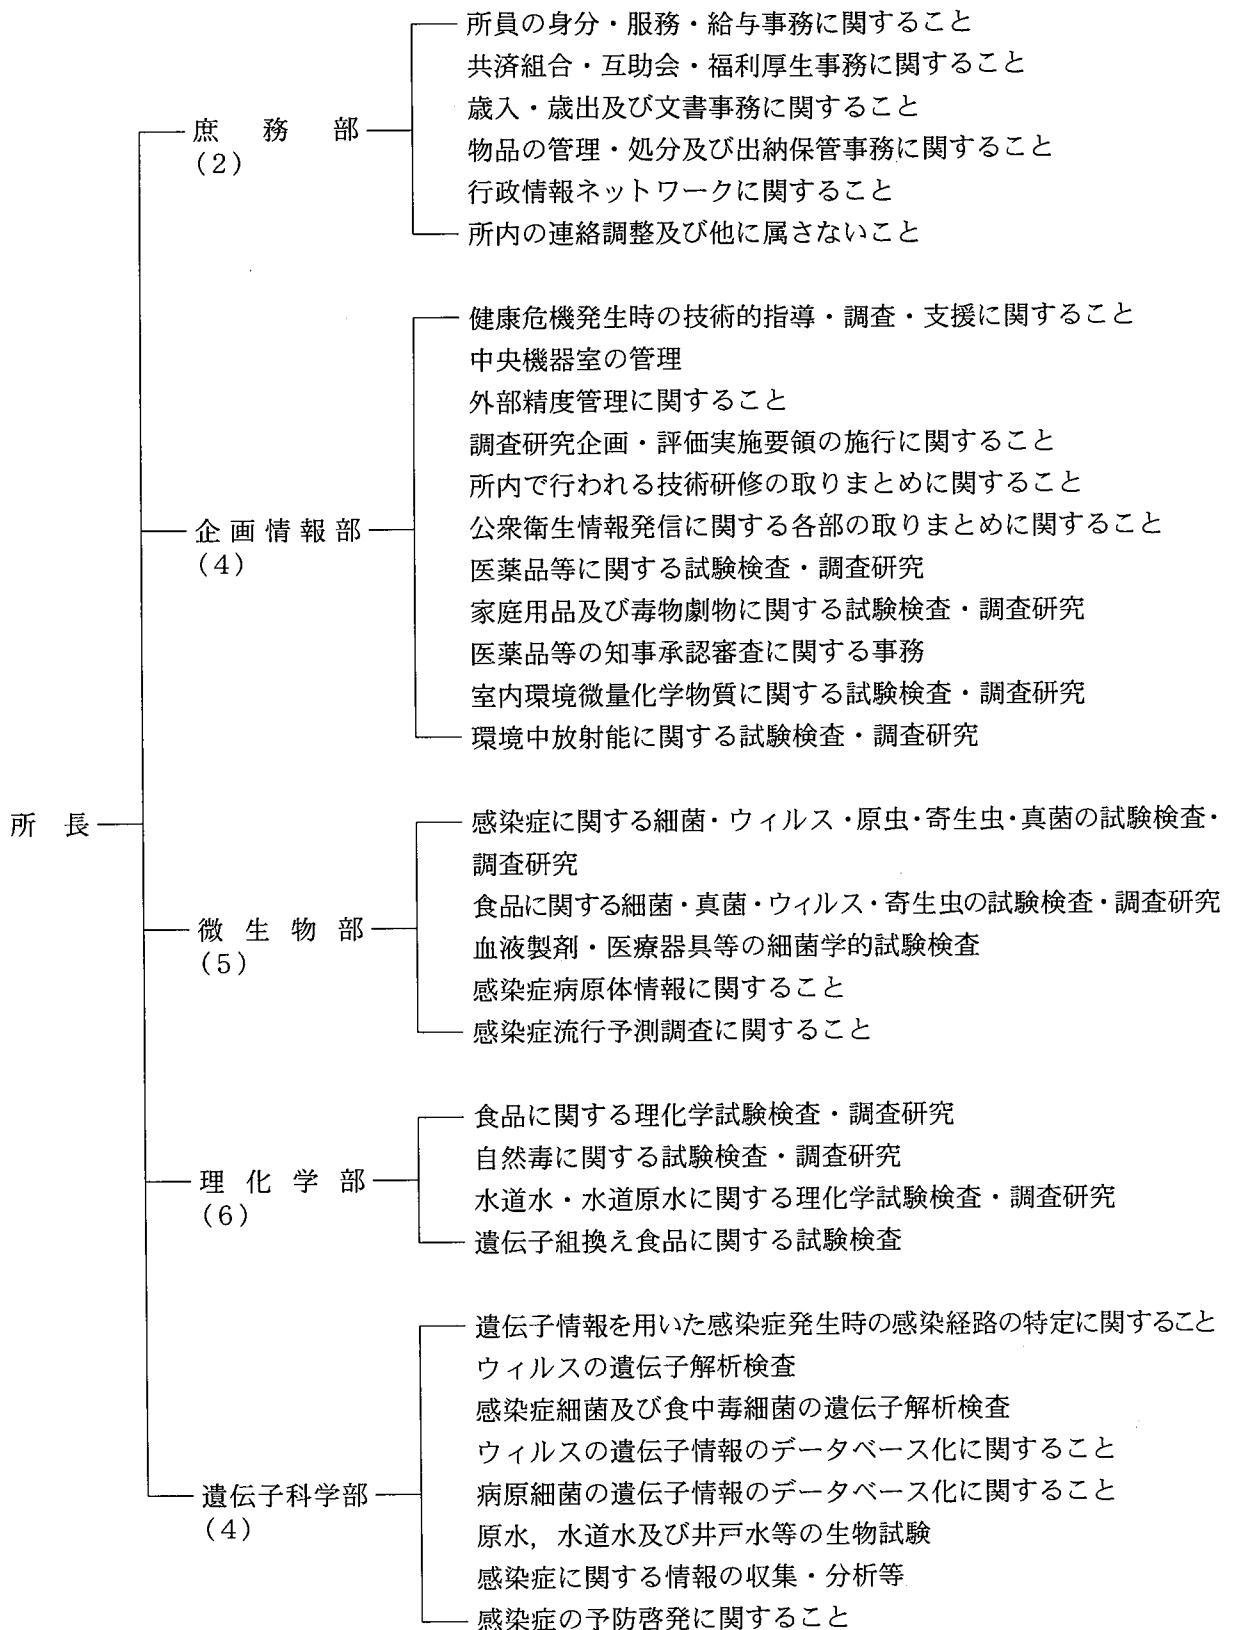 所長
庶務部
(2)
所員の身分・服務・給与事務に関すること
共済組合・互助会・福利厚生事務に関すること
歳入・歳出及び文書事務に関すること
物品の管理・処分及び出納保管事務に関すること
行政情報ネットワークに関すること
所内の連絡調整及び他に属さないこと
企画情報部
(4)
健康危機発生時の技術的指導・調査・支援に関すること
中央機器室の管理
外部精度管理に関すること
調査研究企画・評価実施要領の施行に関すること
所内で行われる技術研修の取りまとめに関すること
公衆衛生情報発信に関する各部の取りまとめに関すること
医薬品等に関する試験検査・調査研究
家庭用品及び毒物劇物に関する試験検査・調査研究
医薬品等の知事承認審査に関する事務
室内環境微量化学物質に関する試験検査・調査研究
環境中放射能に関する試験検査・調査研究
微生物部
(5)
感染症に関する細菌・ウィルス・原虫・寄生虫・真菌の試験検査・
調査研究
食品に関する細菌・真菌・ウィルス・寄生虫の試験検査・調査研究
血液製剤・医療器具等の細菌学的試験検査
感染症病原体情報に関すること
感染症流行予測調査に関すること
理化学部
(6)
食品に関する理化学試験検査・調査研究
自然毒に関する試験検査・調査研究
水道水・水道原水に関する理化学試験検査・調査研究
遺伝子組換え食品に関する試験検査
遺伝子科学部
(4)
遺伝子情報を用いた感染症発生時の感染経路の特定に関すること
ウィルスの遺伝子解析検査
感染症細菌及び食中毒細菌の遺伝子解析検査
ウィルスの遺伝子情報のデータベース化に関すること
病原細菌の遺伝子情報のデータベース化に関すること
原水，水道水及び井戸水等の生物試験
感染症に関する情報の収集・分析等
感染症の予防啓発に関すること